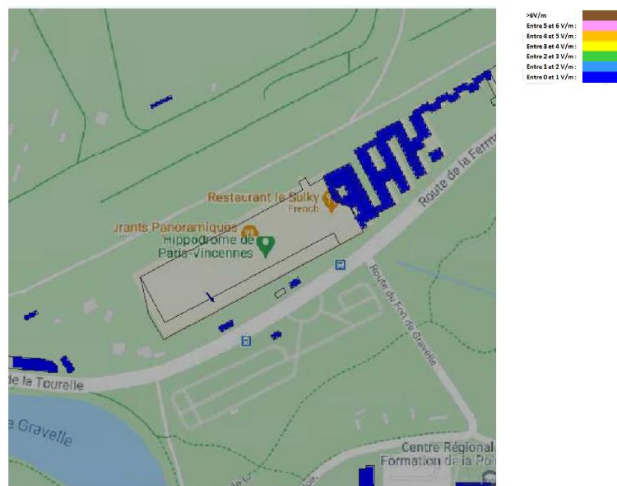 >6V/m
Entre 5 et 6 V/m :
Entre 4 et 5 V/m :
Entre 3 et 4 V/m :
Entre 2 et 3 V/m :
Entre 1 et 2 V/m :
Entre 0 et 1 V/m :
Restaurant le Sulky
French
urants Panoramiques
Hippodrome de
Paris-Vincennes
Route de la Ferme
Route du Fort de Gravelle
de la Tourelle
e Gravelle
Centre Régional
Formation de la Poli